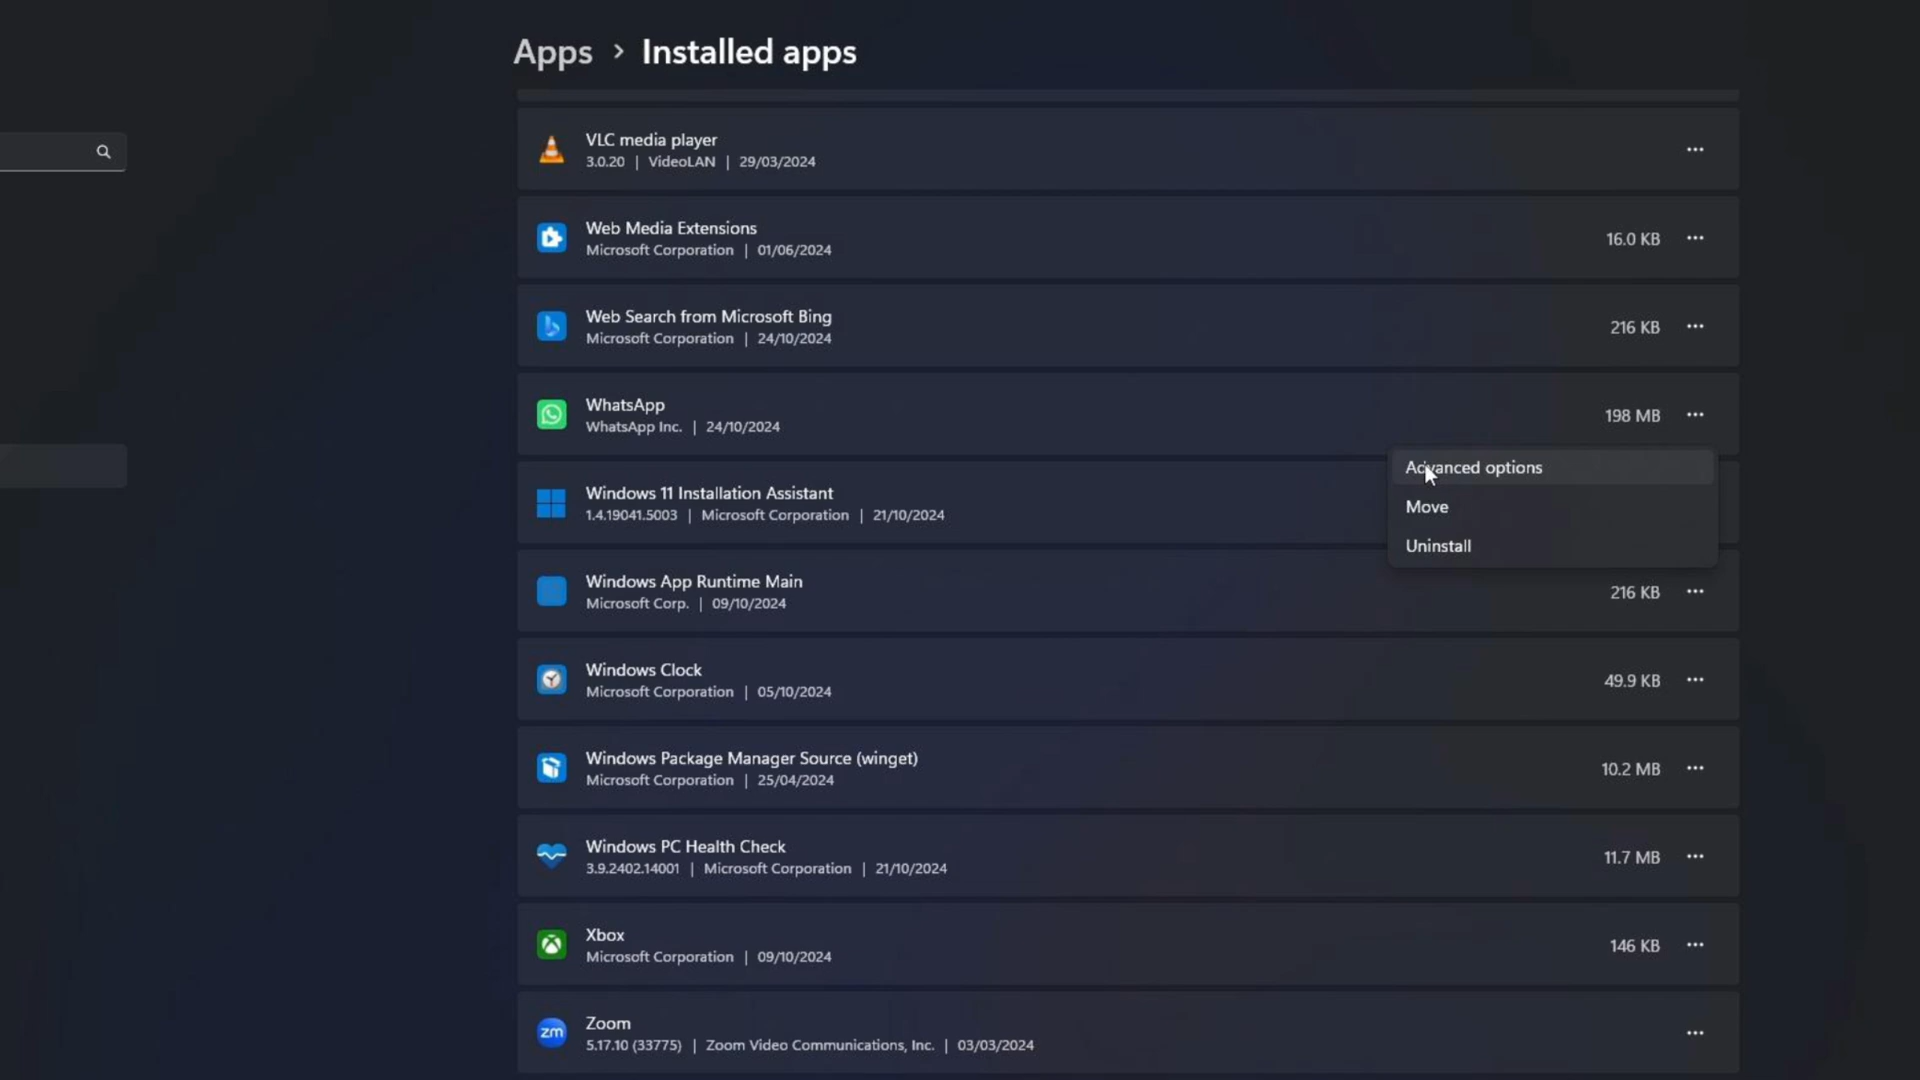 Apps > Installed apps
VLC media player
3.0.20 | VideoLAN | 29/03/2024
Web Media Extensions
Microsoft Corporation | 01/06/2024
16.0 KB
Web Search from Microsoft Bing
Microsoft Corporation | 24/10/2024
216 KB
WhatsApp
WhatsApp Inc. | 24/10/2024
198 MB
Advanced options
Move
Uninstall
Windows 11 Installation Assistant
1.4.19041.5003 | Microsoft Corporation | 21/10/2024
Windows App Runtime Main
Microsoft Corp. | 09/10/2024
216 KB
Windows Clock
Microsoft Corporation | 05/10/2024
49.9 KB
Windows Package Manager Source (winget)
Microsoft Corporation | 25/04/2024
10.2 MB
Windows PC Health Check
3.9.2402.14001 | Microsoft Corporation | 21/10/2024
11.7 MB
Xbox
Microsoft Corporation | 09/10/2024
146 KB
zm
Zoom
5.17.10 (33775) | Zoom Video Communications, Inc. | 03/03/2024